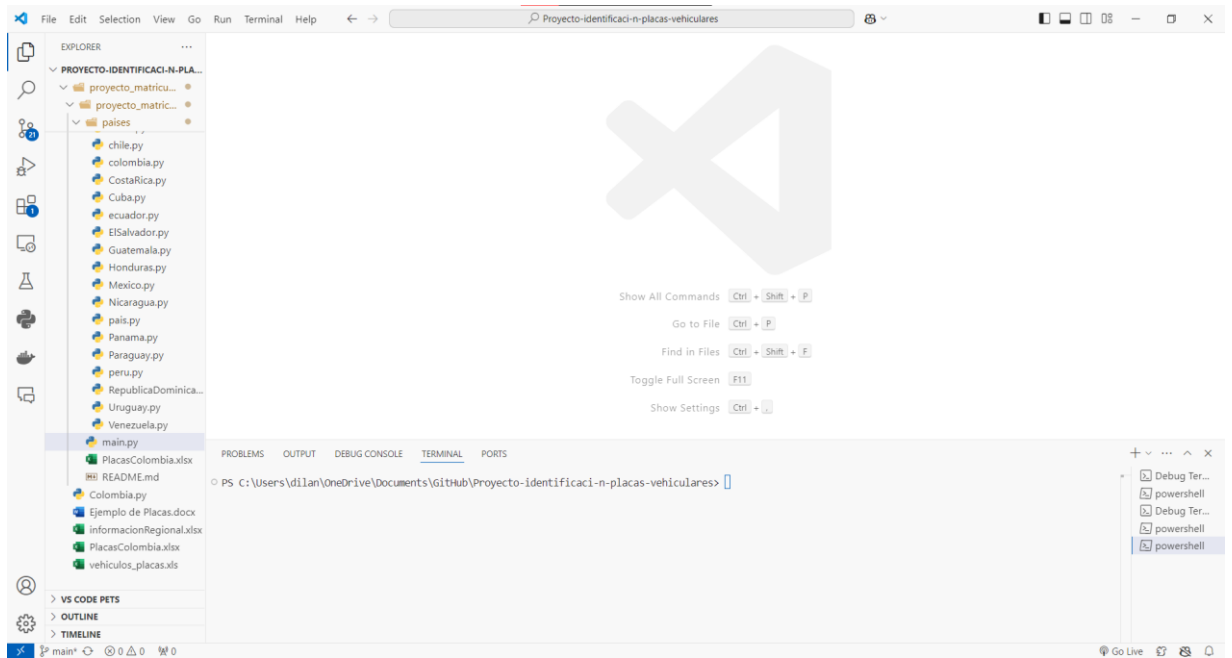 File Edit Selection View Go Run Terminal Help
Proyecto-identificaci-n-placas-vehiculares
EXPLORER
PROYECTO-IDENTIFICACI-N-PLA...
proyecto_matricu...
proyecto_matric...
paises
chile.py
colombia.py
CostaRica.py
Cuba.py
ecuador.py
ElSalvador.py
Guatemala.py
Honduras.py
Mexico.py
Nicaragua.py
pais.py
Panama.py
Paraguay.py
peru.py
RepublicaDominica...
Uruguay.py
Venezuela.py
main.py
PlacasColombia.xlsx
README.md
Colombia.py
Ejemplo de Placas.docx
informacionRegional.xlsx
PlacasColombia.xlsx
vehiculos_placas.xls
VS CODE PETS
OUTLINE
TIMELINE
21
1
Show All Commands Ctrl + Shift + P
Go to File Ctrl + P
Find in Files Ctrl + Shift + F
Toggle Full Screen F11
Show Settings Ctrl + ,
PROBLEMS OUTPUT DEBUG CONSOLE TERMINAL PORTS
PS C:\Users\dilan\OneDrive\Documents\GitHub\Proyecto-identificaci-n-placas-vehiculares>
Debug Ter...
powershell
Debug Ter...
powershell
powershell
main* 0 0 0
Go Live